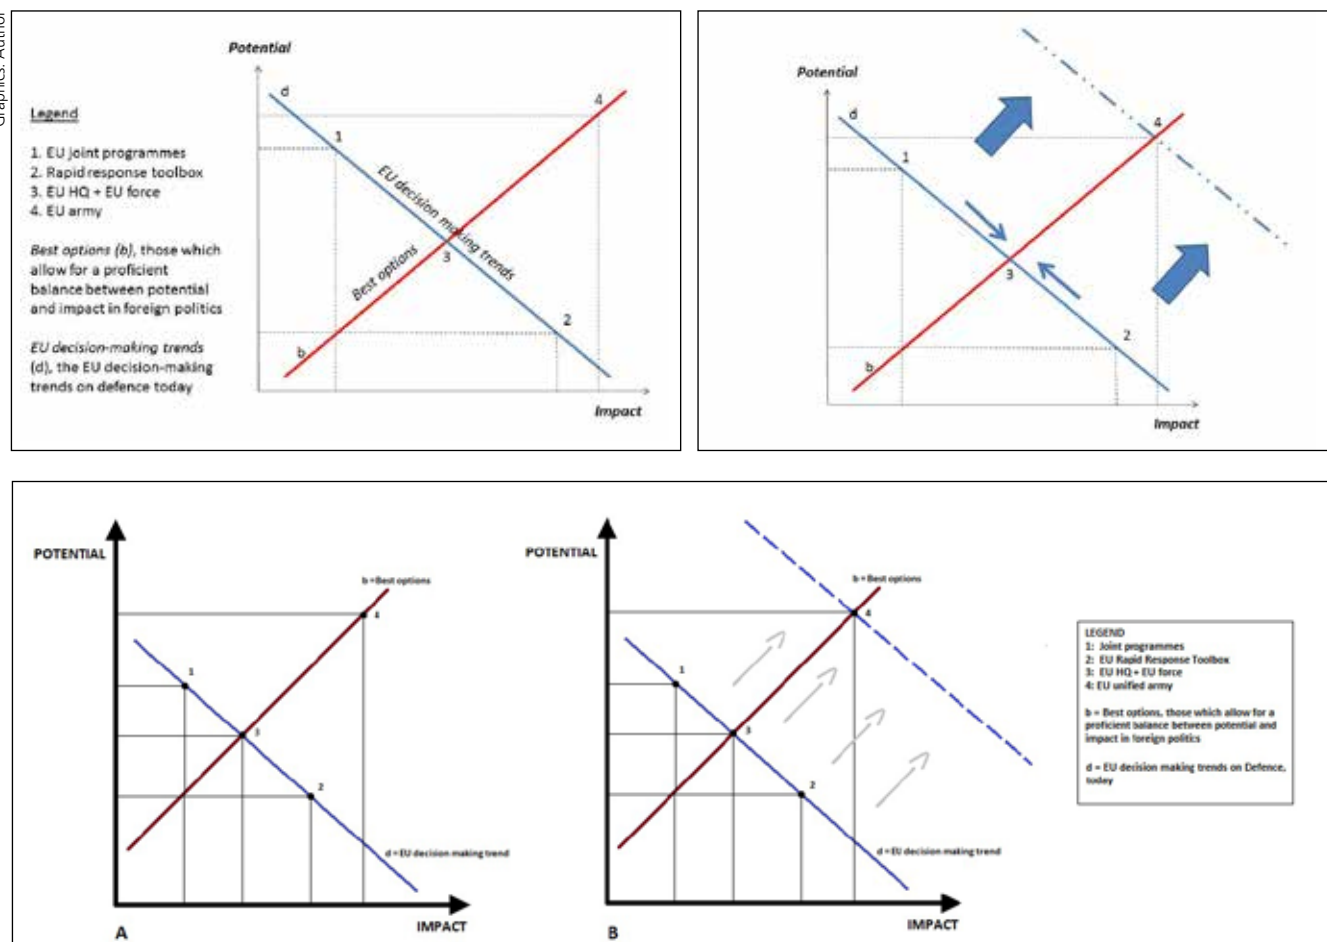 Graphics: Author
Potential
d
1
4
Legend
1. EU joint programmes
2. Rapid response toolbox
3. EU HQ + EU force
4. EU army
Best options (b), those which
allow for a proficient
balance between potential
and impact in foreign politics
EU decision-making trends
(d), the EU decision-making
trends on defence today
EU decision making trends
Best options
3
2
b
Impact
Potential
d
1
4
3
2
b
Impact
POTENTIAL
b = Best options
4
1
3
2
d = EU decision making trend
IMPACT
A
POTENTIAL
b = Best options
4
1
3
2
d = EU decision making trend
IMPACT
B
LEGEND
1: Joint programmes
2: EU Rapid Response Toolbox
3: EU HQ + EU force
4: EU unified army
b = Best options, those which allow for a
proficient balance between potential and
impact in foreign politics
d = EU decision making trends on Defence,
today